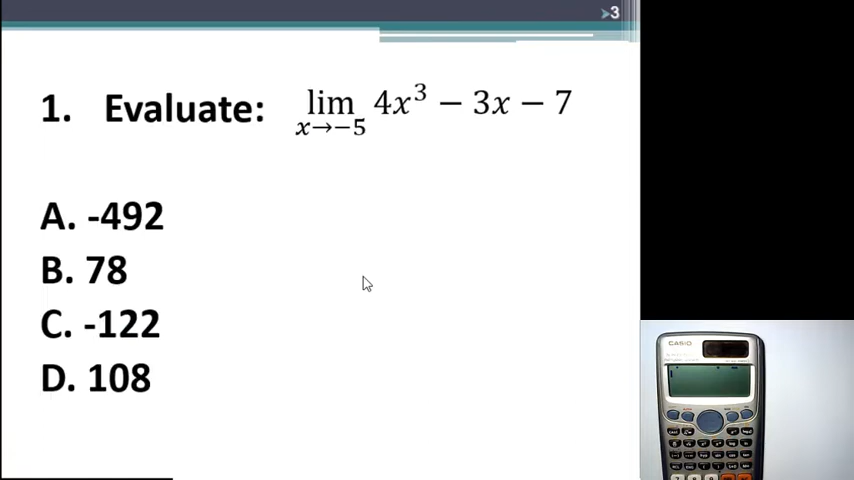 3
1. Evaluate: lim 4x³ − 3x − 7
x→−5
A. -492
B. 78
C. -122
D. 108
CASIO